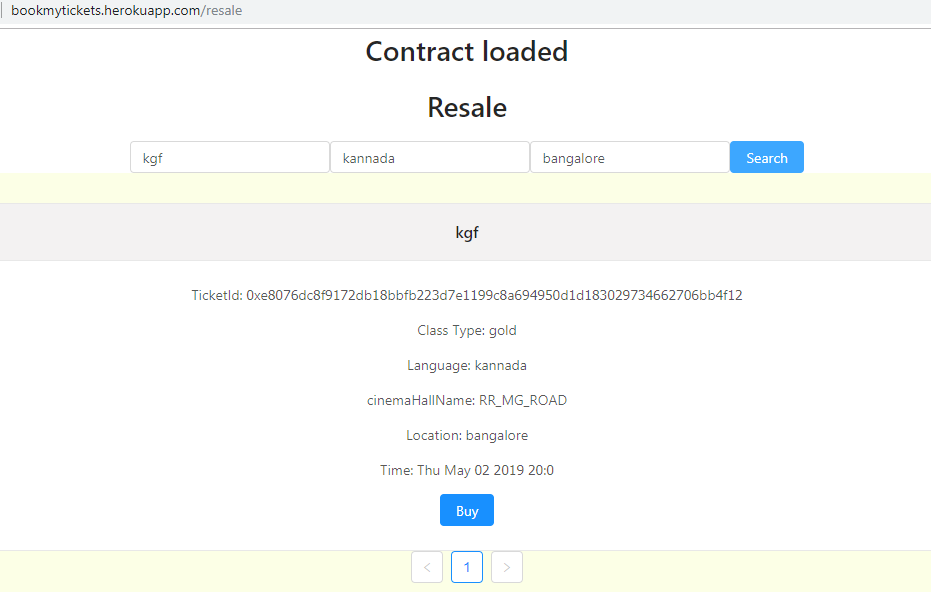 bookmytickets.herokuapp.com/resale
Contract loaded
Resale
kgf kannada bangalore Search
kgf
TicketId: 0xe8076dc8f9172db18bbfb223d7e1199c8a694950d1d183029734662706bb4f12
Class Type: gold
Language: kannada
cinemaHallName: RR_MG_ROAD
Location: bangalore
Time: Thu May 02 2019 20:0
Buy
< 1 >